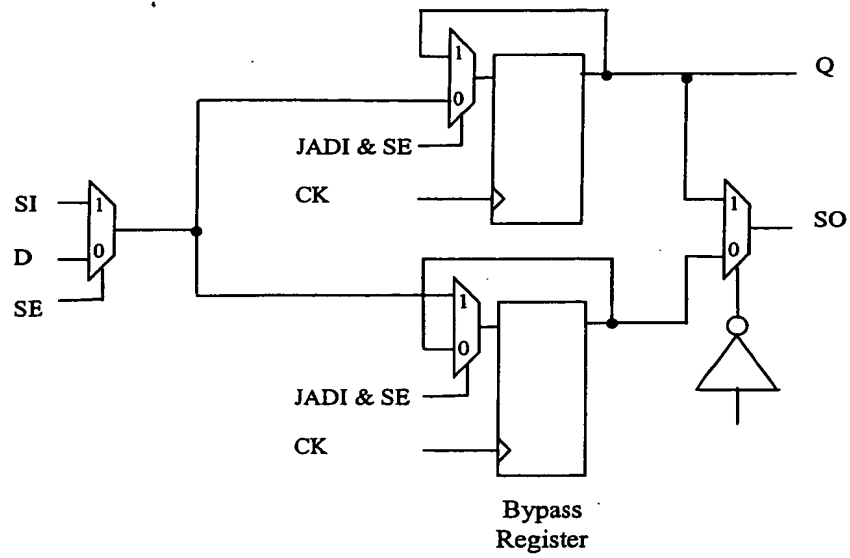 1
Q
0
JADI & SE
CK
SI
1
1
SO
D
0
0
SE
1
0
JADI & SE
CK
Bypass
Register